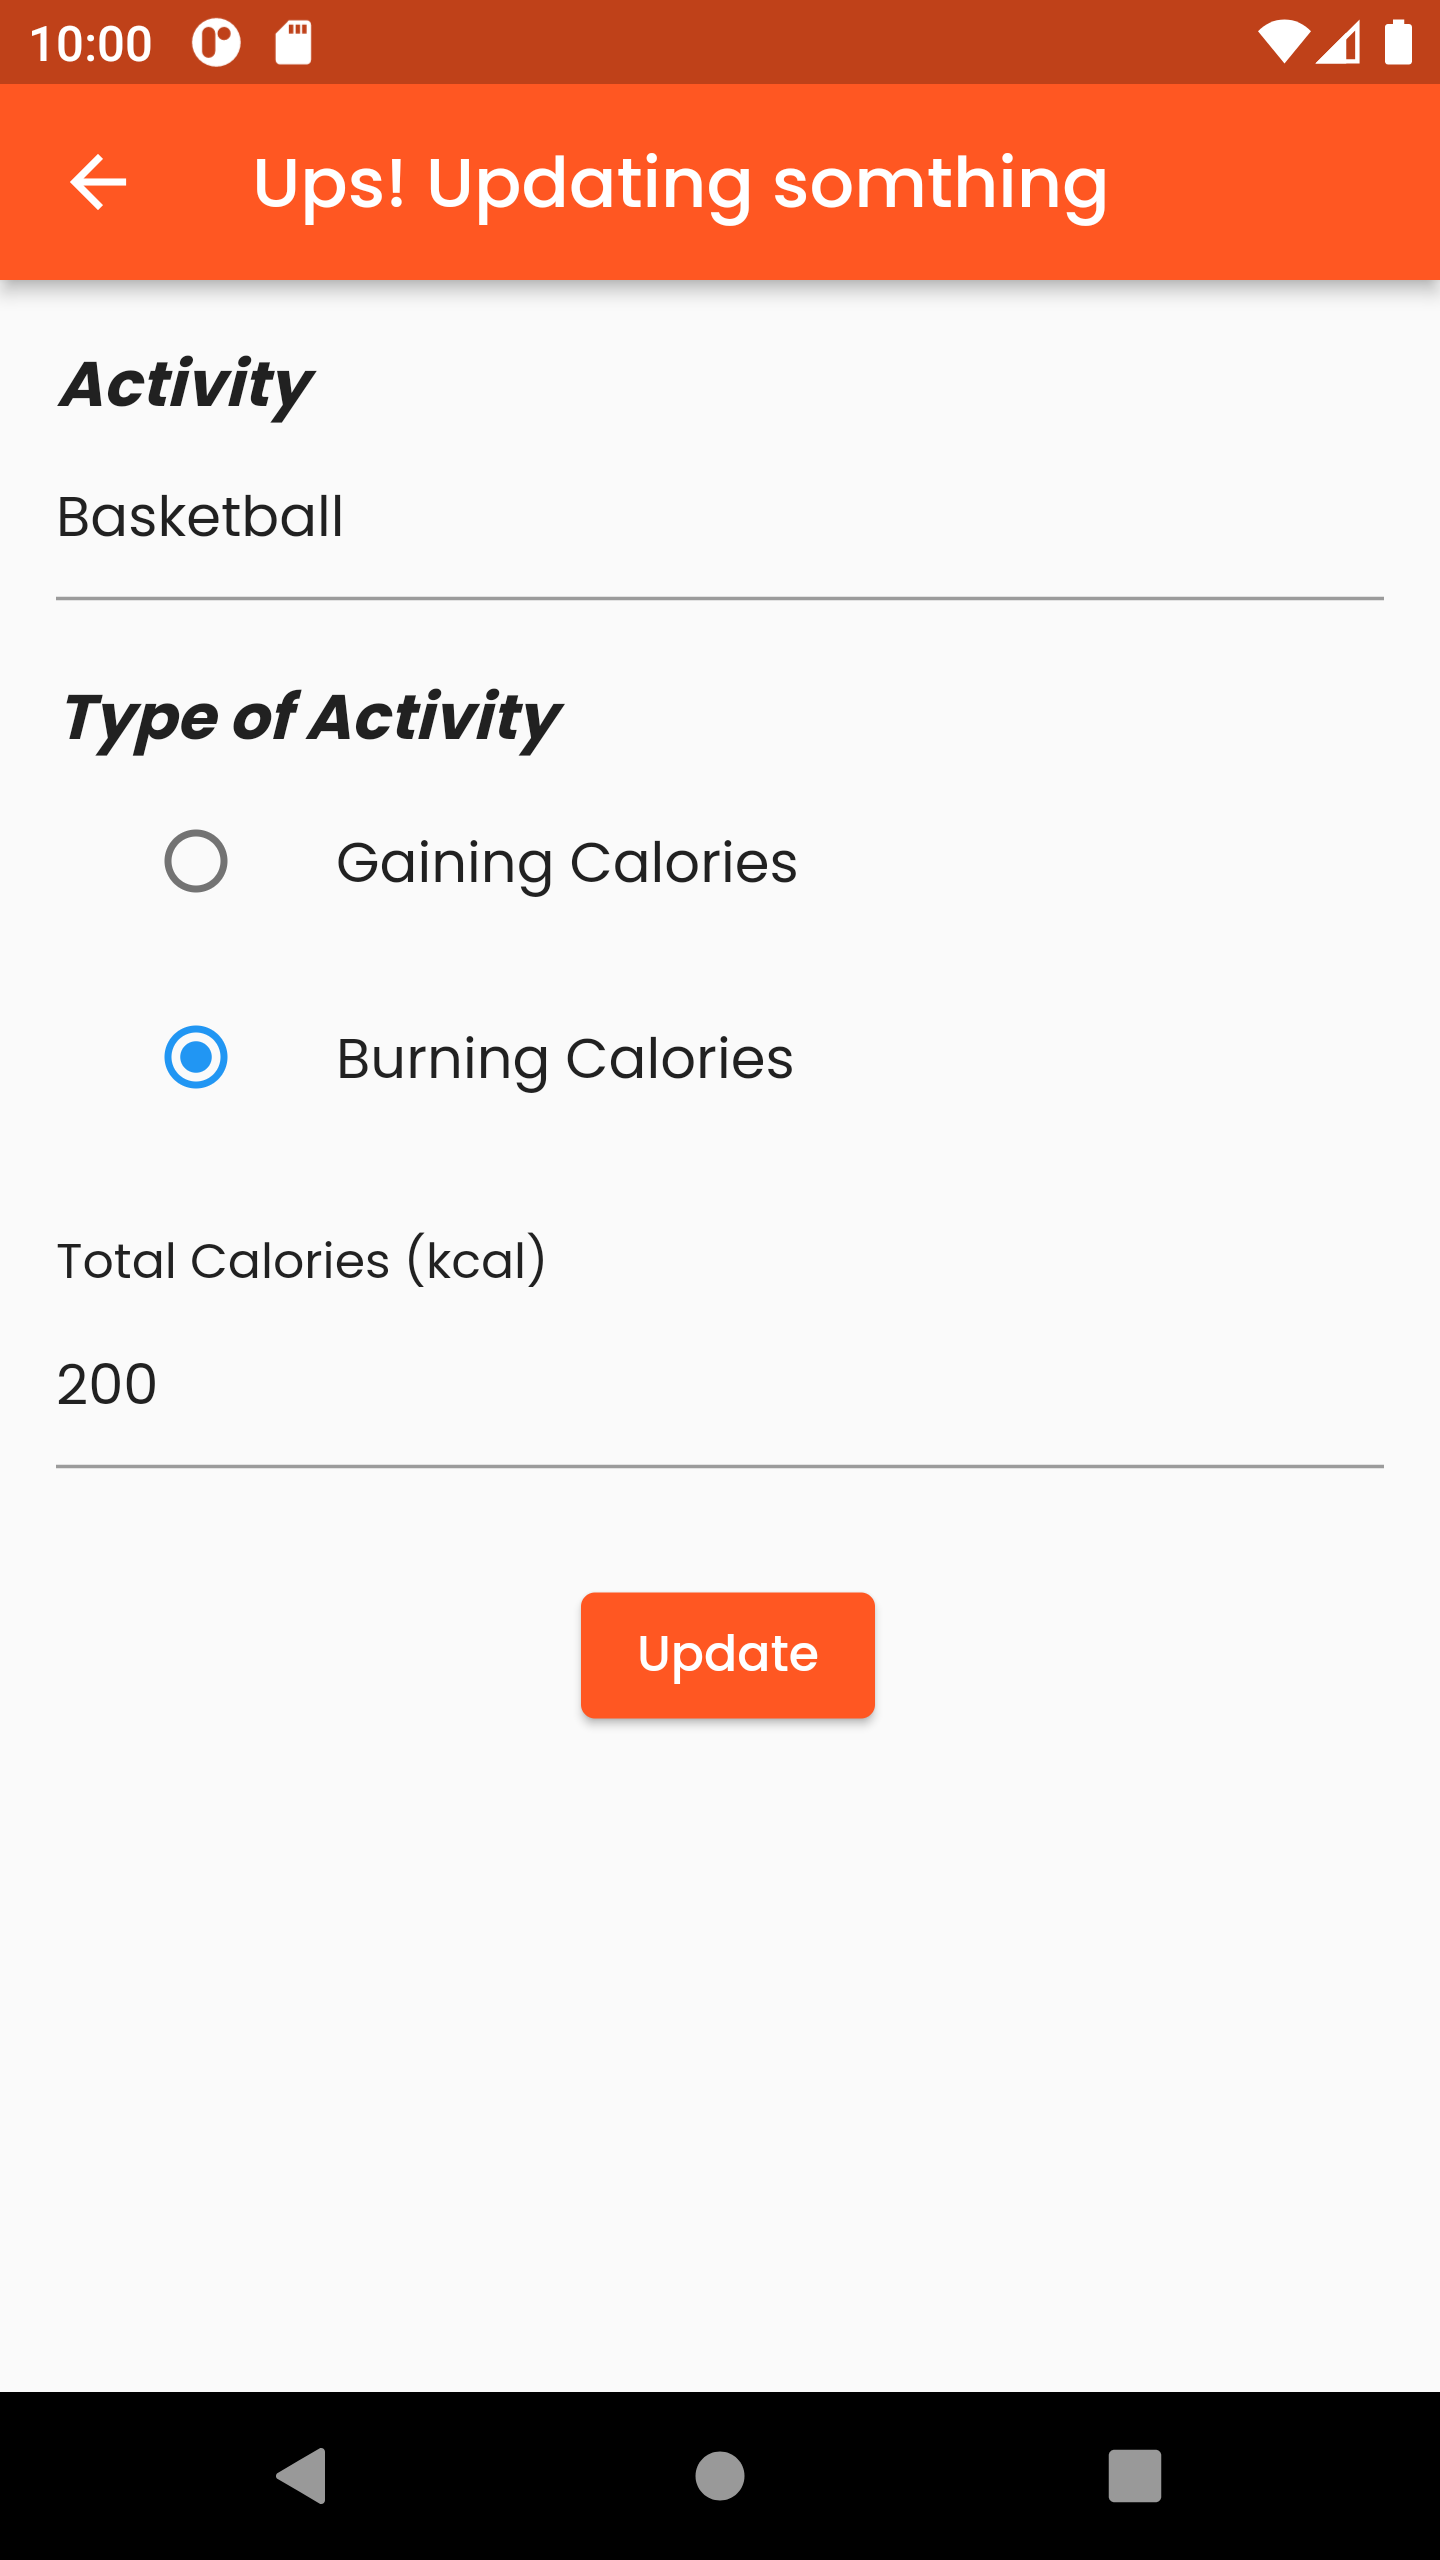 10:00
Ups! Updating somthing
Activity
Basketball
Type of Activity
Gaining Calories
Burning Calories
Total Calories (kcal)
200
Update